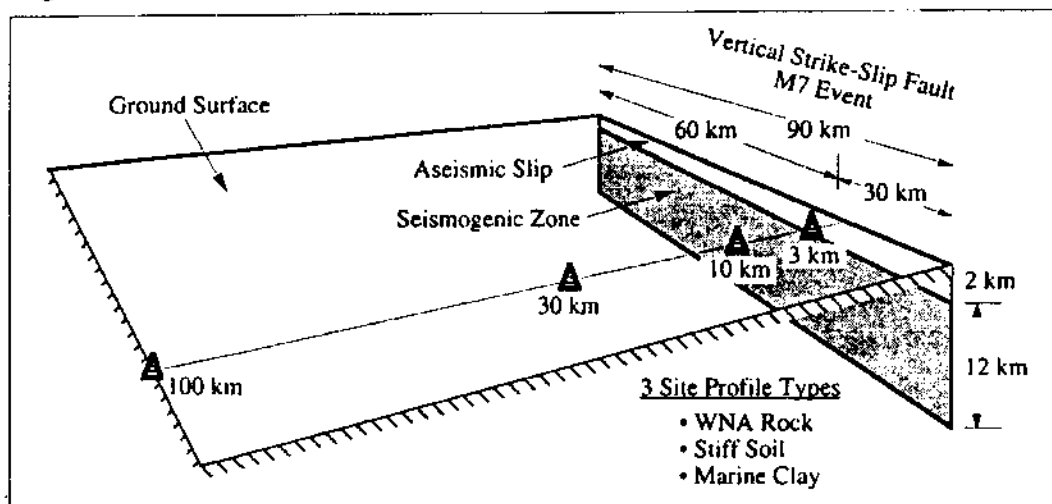 Vertical Strike-Slip Fault
M7 Event
Ground Surface
60 km
90 km
Aseismic Slip
30 km
Seismogenic Zone
10 km
3 km
2 km
30 km
12 km
100 km
3 Site Profile Types
• WNA Rock
• Stiff Soil
• Marine Clay